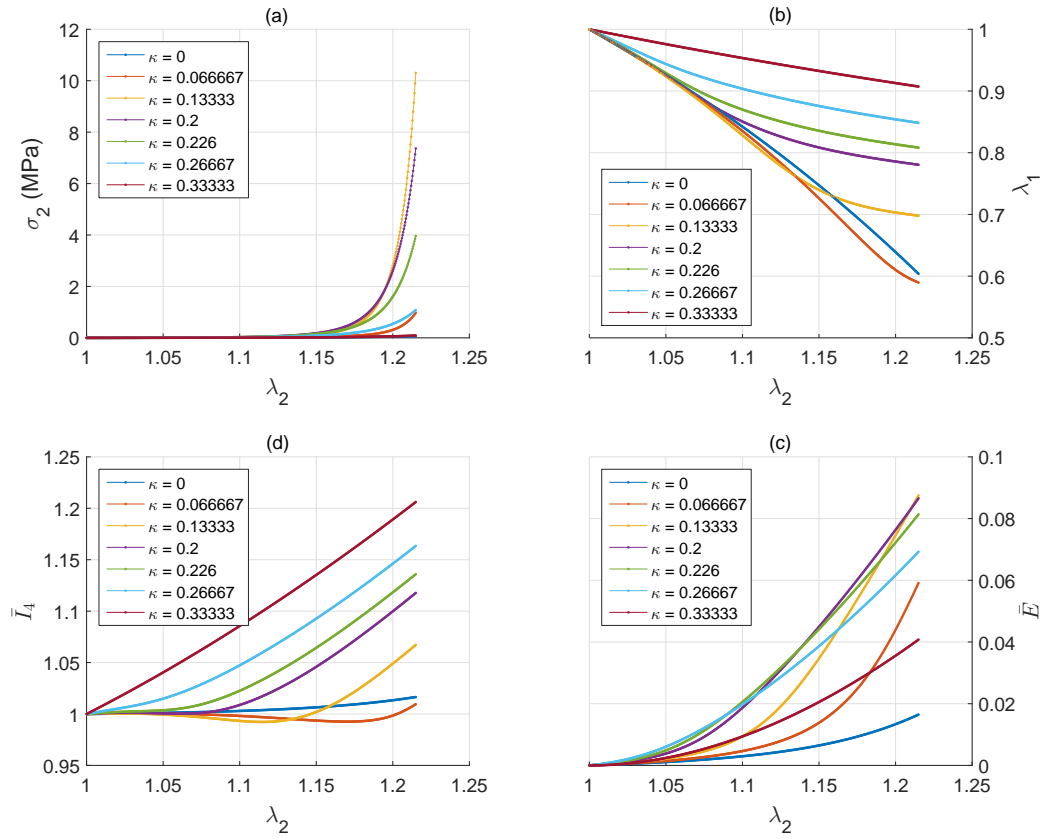 (a)
12
10
8
6
4
2
0
σ₂ (MPa)
κ = 0
κ = 0.066667
κ = 0.13333
κ = 0.2
κ = 0.226
κ = 0.26667
κ = 0.33333
1 1.05 1.1 1.15 1.2 1.25
λ₂
(b)
1
0.9
0.8
0.7
0.6
0.5
λ₁
κ = 0
κ = 0.066667
κ = 0.13333
κ = 0.2
κ = 0.226
κ = 0.26667
κ = 0.33333
1 1.05 1.1 1.15 1.2 1.25
λ₂
(d)
1.25
1.2
1.15
1.1
1.05
1
0.95
Ī₄
κ = 0
κ = 0.066667
κ = 0.13333
κ = 0.2
κ = 0.226
κ = 0.26667
κ = 0.33333
1 1.05 1.1 1.15 1.2 1.25
λ₂
(c)
0.1
0.08
0.06
0.04
0.02
0
Ē
κ = 0
κ = 0.066667
κ = 0.13333
κ = 0.2
κ = 0.226
κ = 0.26667
κ = 0.33333
1 1.05 1.1 1.15 1.2 1.25
λ₂